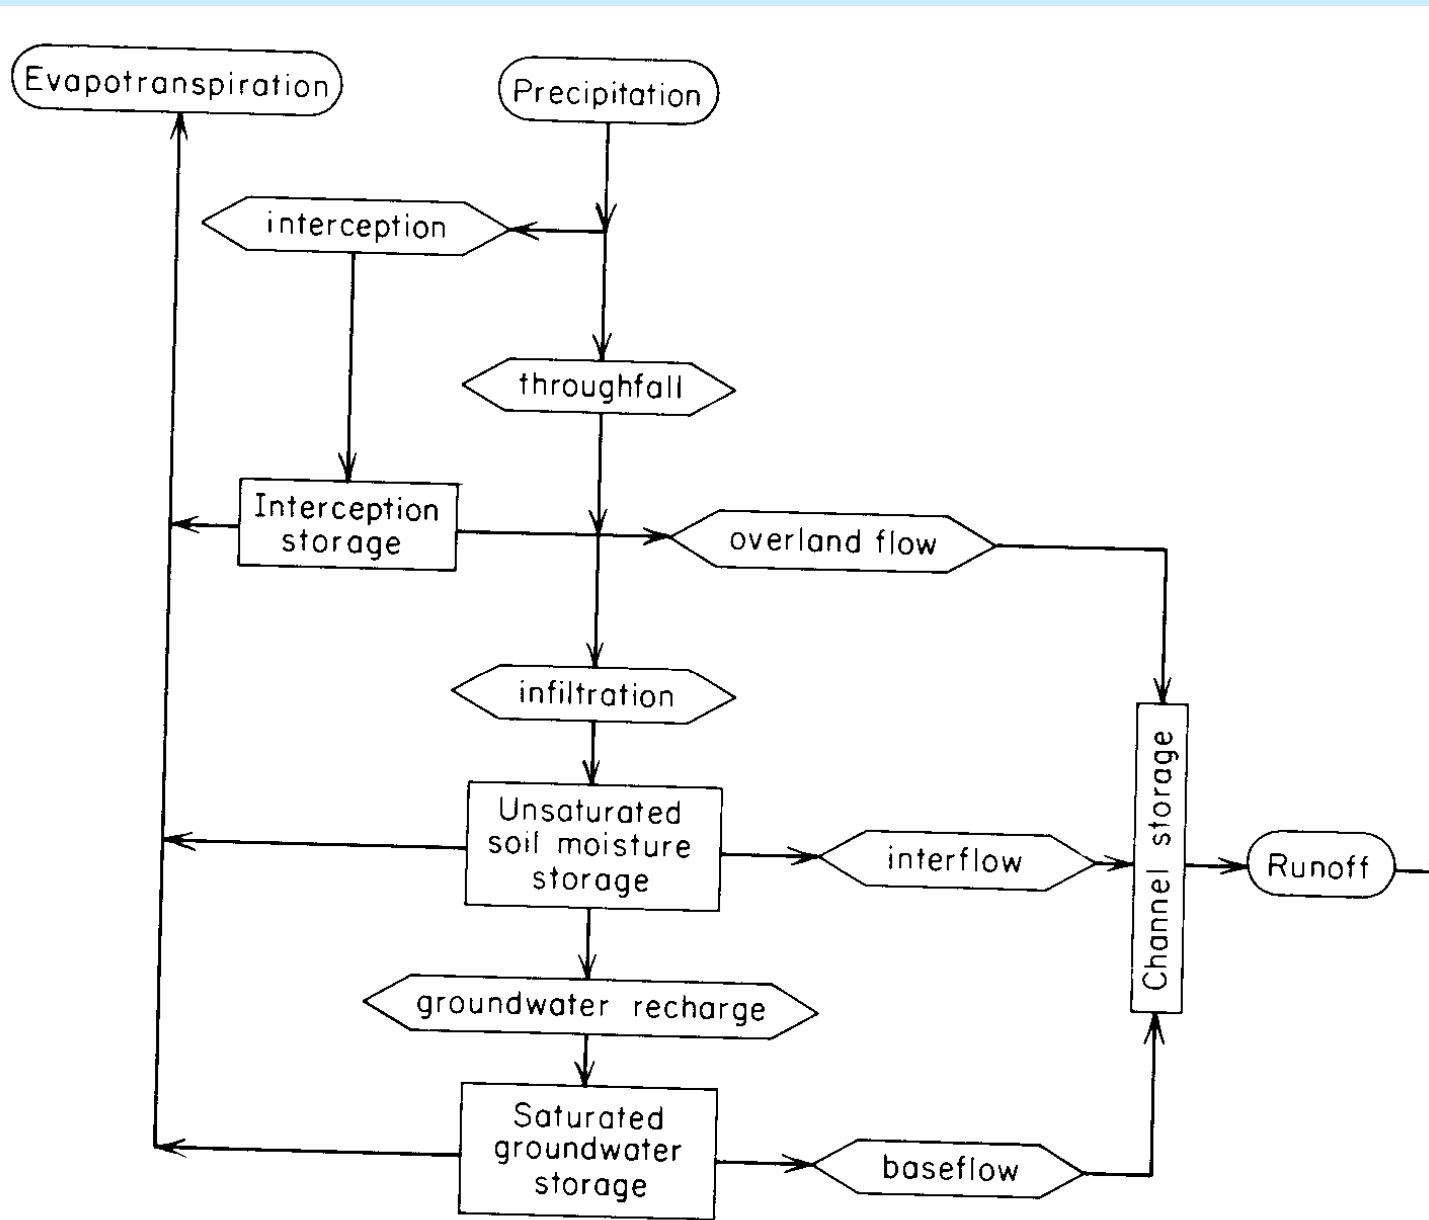 Evapotranspiration
Precipitation
interception
throughfall
Interception
storage
overland flow
infiltration
Unsaturated
soil moisture
storage
interflow
Channel storage
Runoff
groundwater recharge
Saturated
groundwater
storage
baseflow